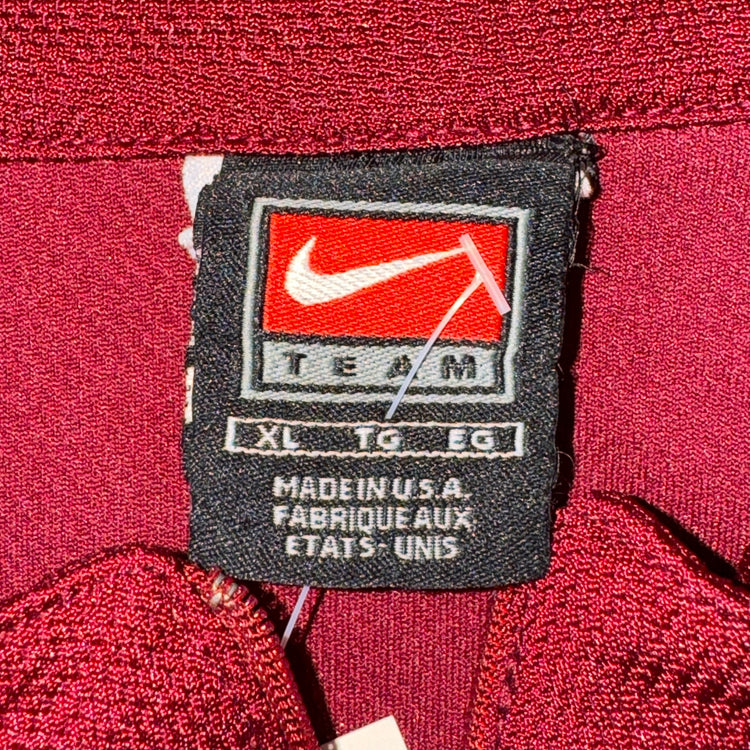 TEAM
XL TG EG
MADE IN U.S.A.
FABRIQUE AUX
ETATS-UNIS